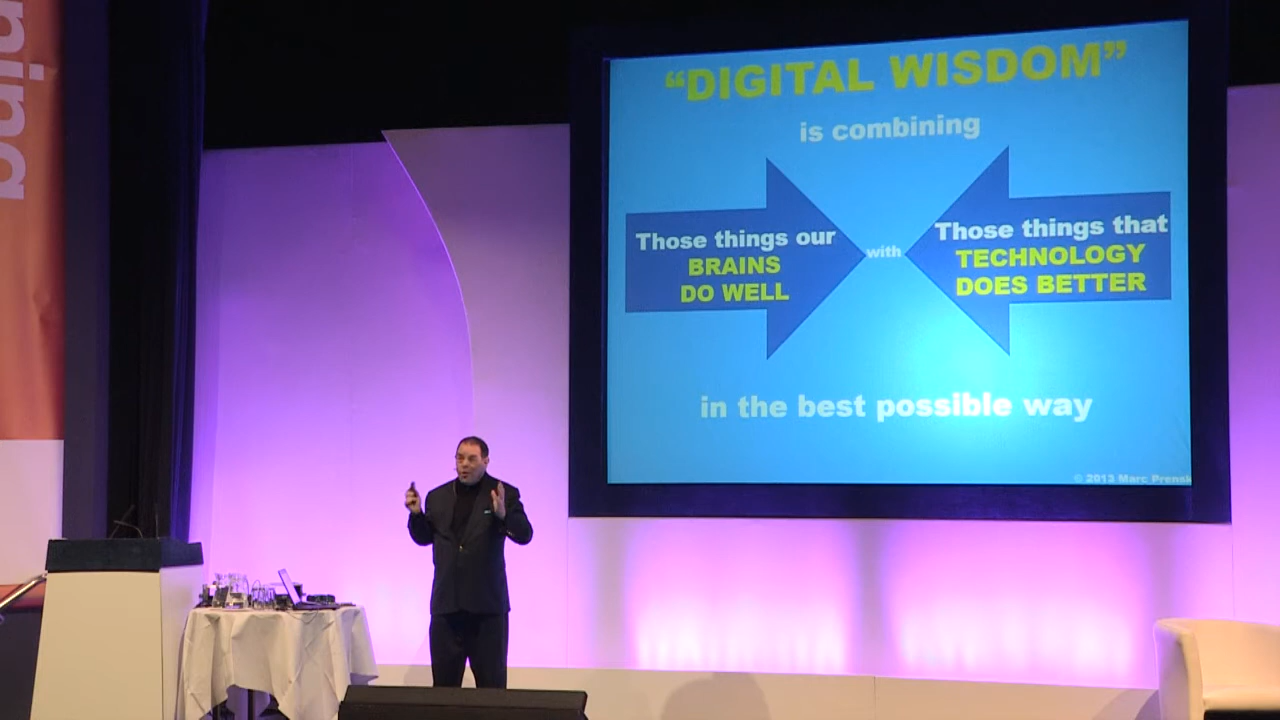 “DIGITAL WISDOM”
is combining
Those things our
BRAINS
DO WELL
with
Those things that
TECHNOLOGY
DOES BETTER
in the best possible way
© 2013 Marc Prensk